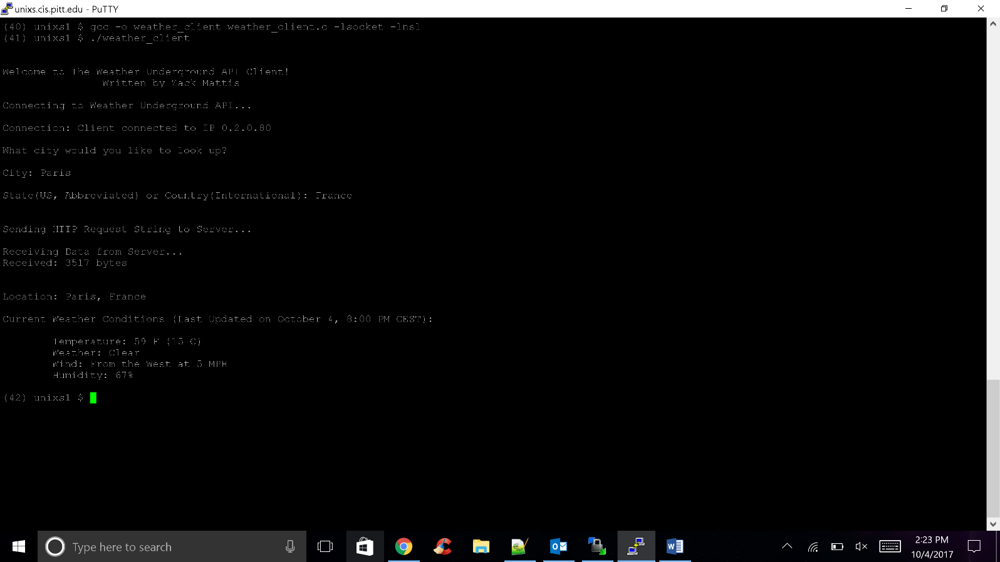 unixs.cis.pitt.edu - PuTTY
(40) unixs1 $ gcc -o weather_client weather_client.c -lsocket -lnsl
(41) unixs1 $ ./weather_client
Welcome to The Weather Underground API Client!
Written by Zack Mattis
Connecting to Weather Underground API...
Connection: Client connected to IP 0.2.0.80
What city would you like to look up?
City: Paris
State(US, Abbreviated) or Country(International): France
Sending HTTP Request String to Server...
Receiving Data from Server...
Received: 3517 bytes
Location: Paris, France
Current Weather Conditions (Last Updated on October 4, 8:00 PM CEST):
Temperature: 59 F (15 C)
Weather: Clear
Wind: From the West at 5 MPH
Humidity: 67%
(42) unixs1 $
Type here to search
2:23 PM
10/4/2017